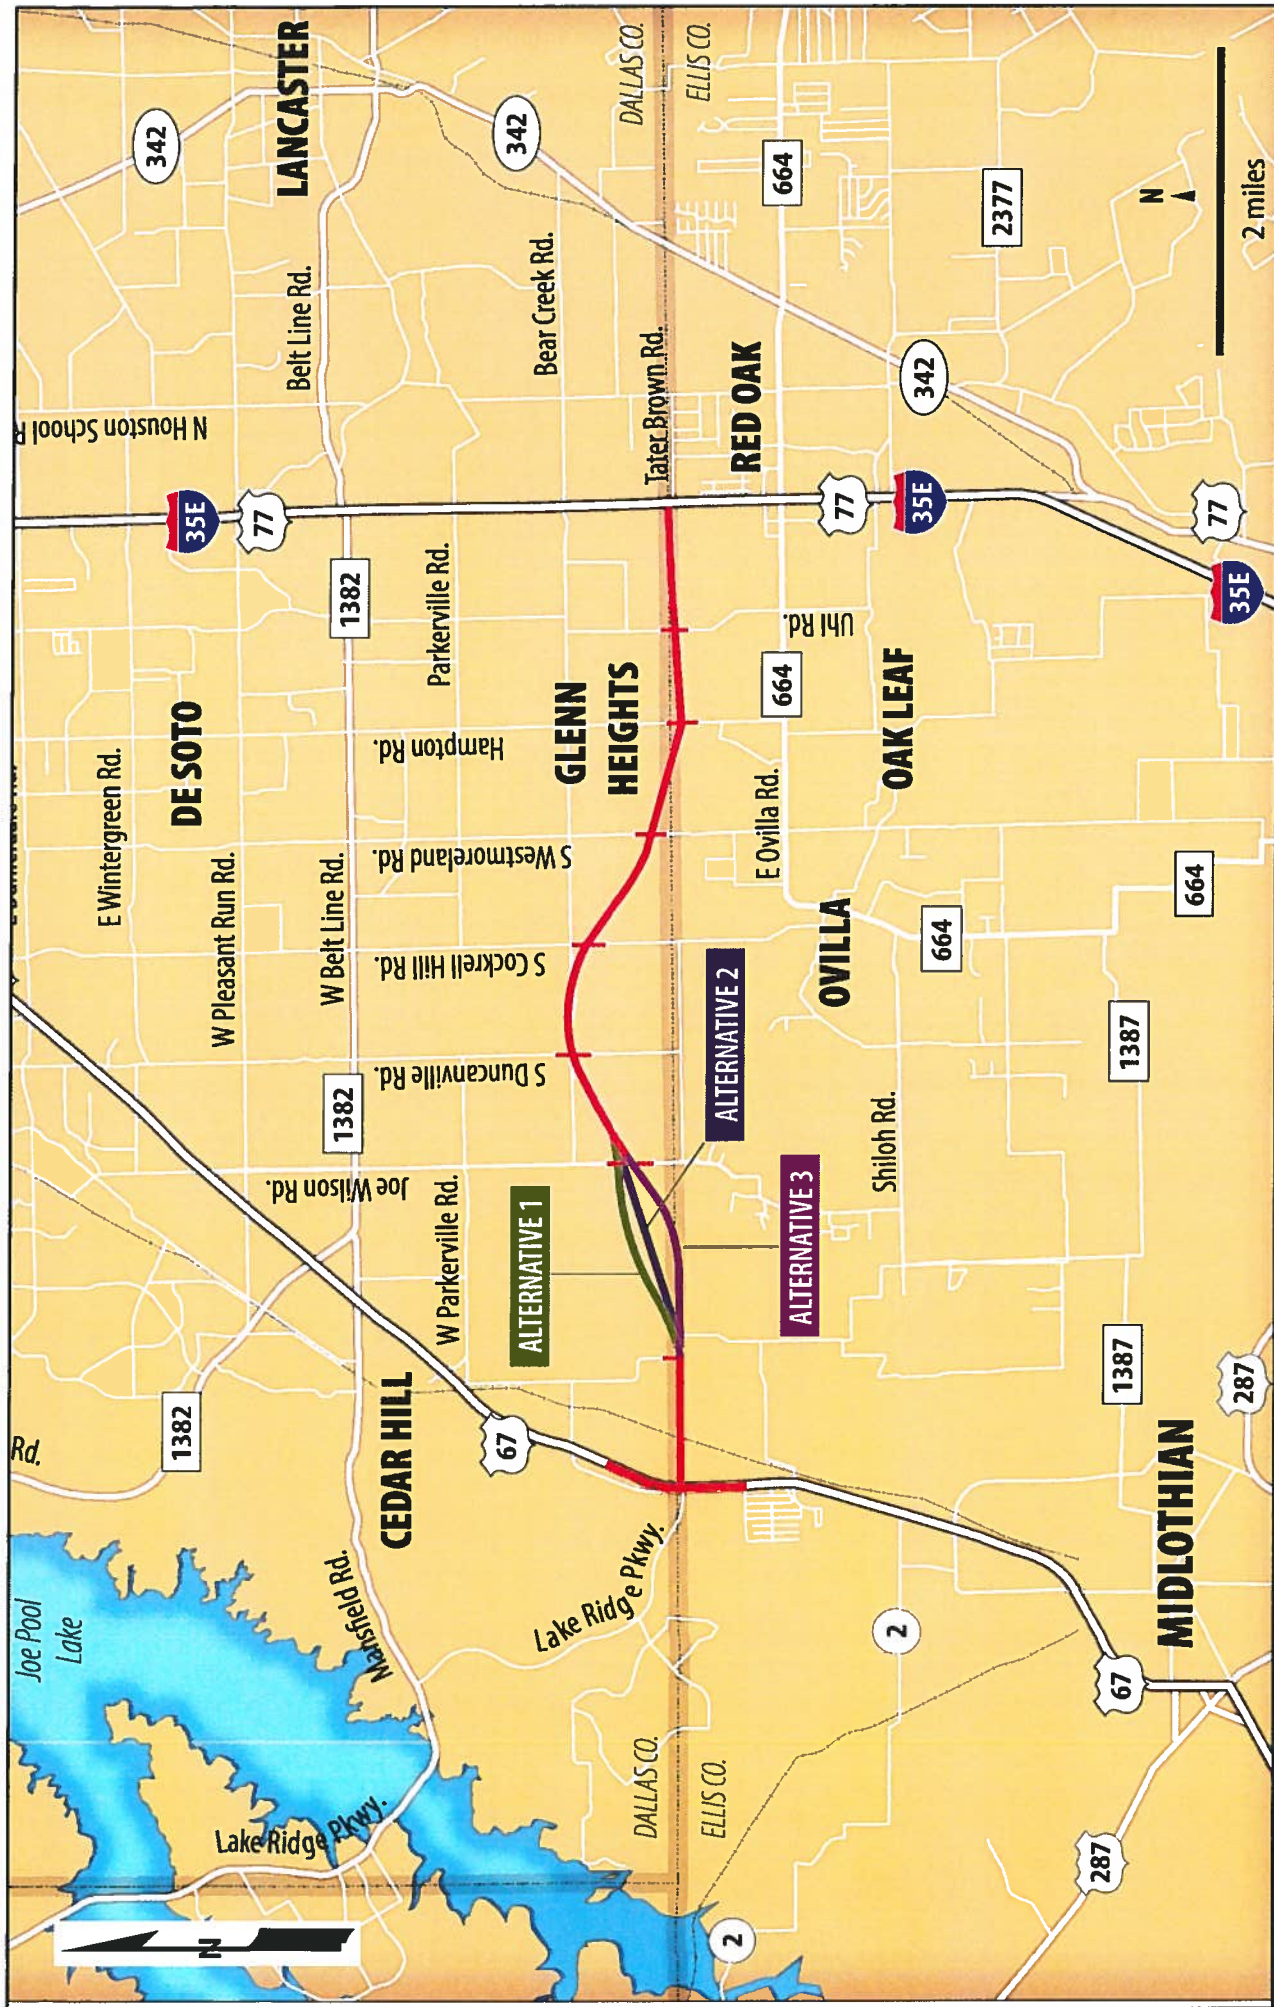 Joe Pool
Lake
Rd.
1382
E Wintergreen Rd.
DE SOTO
W Pleasant Run Rd.
35E
77
N Houston School R
342
LANCASTER
Lake Ridge Pkwy.
Mansfield Rd.
CEDAR HILL
Joe Wilson Rd.
1382
W Belt Line Rd.
1382
Belt Line Rd.
67
W Parkerville Rd.
S Duncanville Rd.
S Cockrell Hill Rd.
S Westmoreland Rd.
Hampton Rd.
Parkerville Rd.
Bear Creek Rd.
342
Lake Ridge Pkwy.
ALTERNATIVE 1
GLENN
HEIGHTS
DALLAS CO.
ELLIS CO.
Tater Brown Rd.
DALLAS CO.
ELLIS CO.
ALTERNATIVE 2
ALTERNATIVE 3
E Ovilla Rd.
664
RED OAK
664
2
OVILLA
Uhl Rd.
77
35E
342
2
Shiloh Rd.
664
OAK LEAF
2377
287
67
1387
1387
MIDLOTHIAN
287
664
35E
77
N
N
2 miles